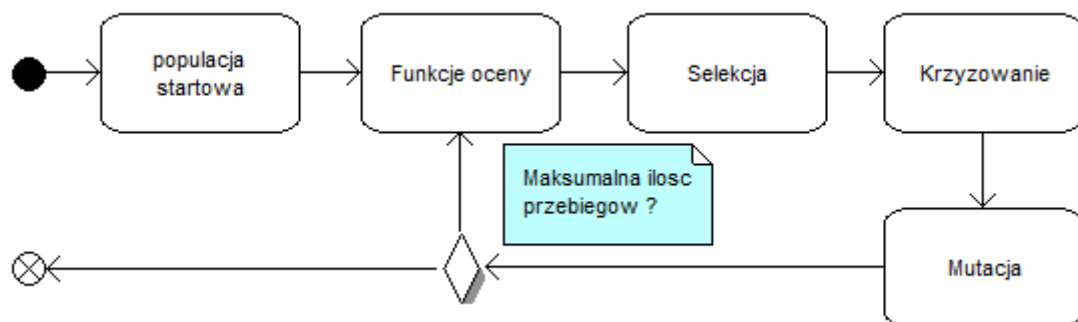 populacja
startowa
Funkcje oceny
Selekcja
Krzyzowanie
Maksumalna ilosc
przebiegow ?
Mutacja